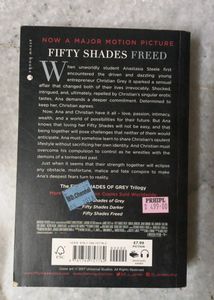 NOW A MAJOR MOTION PICTURE
FIFTY SHADES FREED
When unworldly student Anastasia Steele first
encountered the driven and dazzling young
entrepreneur Christian Grey it sparked a sensual
affair that changed both of their lives irrevocably. Shocked,
intrigued, and, ultimately, repelled by Christian's singular erotic
tastes, Ana demands a deeper commitment. Determined to
keep her, Christian agrees.
Now, Ana and Christian have it all – love, passion, intimacy,
wealth, and a world of possibilities for their future. But Ana
knows that loving her Fifty Shades will not be easy, and that
being together will pose challenges that neither of them would
anticipate. Ana must somehow learn to share Christian's opulent
lifestyle without sacrificing her own identity. And Christian must
overcome his compulsion to control as he wrestles with the
demons of a tormented past.
Just when it seems that their strength together will eclipse
any obstacle, misfortune, malice and fate conspire to make
Ana's deepest fears turn to reality.
The SHADES OF GREY Trilogy
Copies Sold Worldwide
Shades of Grey
Fifty Shades Darker
Fifty Shades Freed
FSC
£7.99